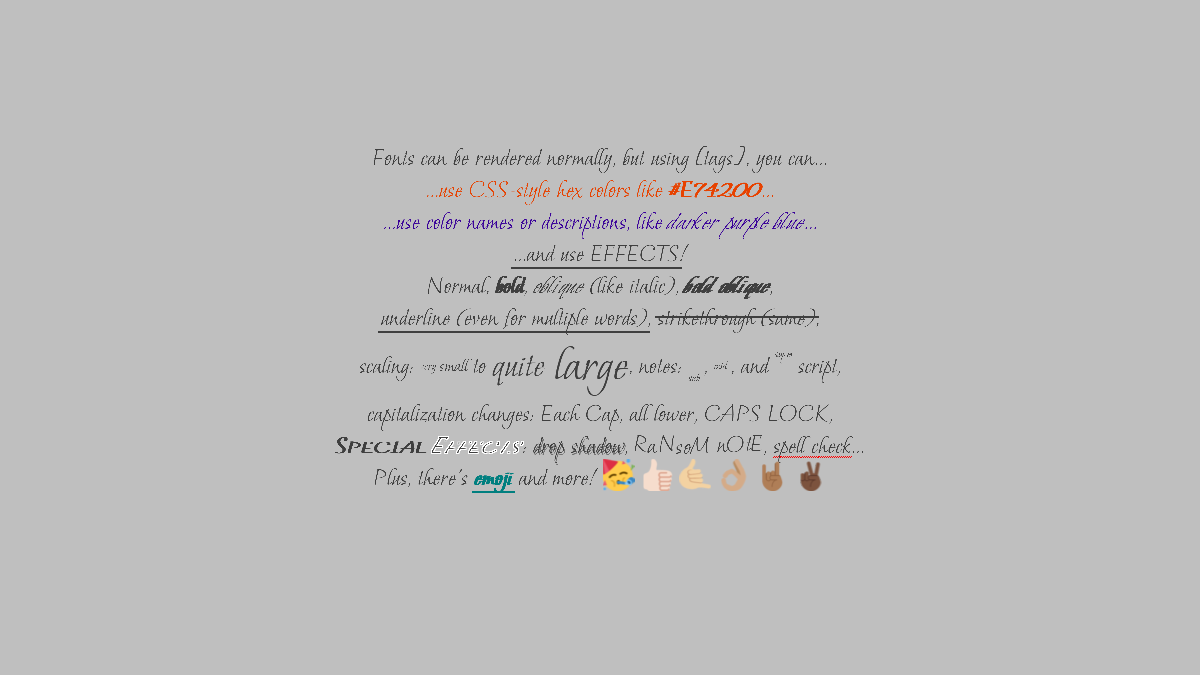 Fonts can be rendered normally, but using [tags], you can...
...use CSS-style hex colors like #E74200...
...use color names or descriptions, like darker purple blue...
...and use EFFECTS!
Normal, bold, oblique (like italic), bold oblique,
underline (even for multiple words), strikethrough (same),
scaling: very small to quite large, notes: sub, mid, and super script,
capitalization changes: Each Cap, all lower, CAPS LOCK,
SPECIAL EFFECTS: drop shadow, RaNsoM nOtE, spell check...
Plus, there's emoji and more! 🥳👍🏻🤙🏼👌🏽🤘🏾✌🏿